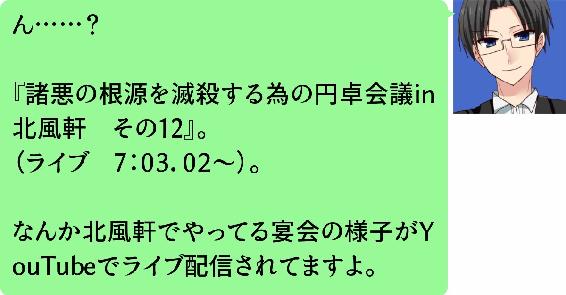 ん……？
『諸悪の根源を滅殺する為の円卓会議in
北風軒　その12』。
（ライブ　7：03．02～）。
なんか北風軒でやってる宴会の様子がY
ouTubeでライブ配信されてますよ。